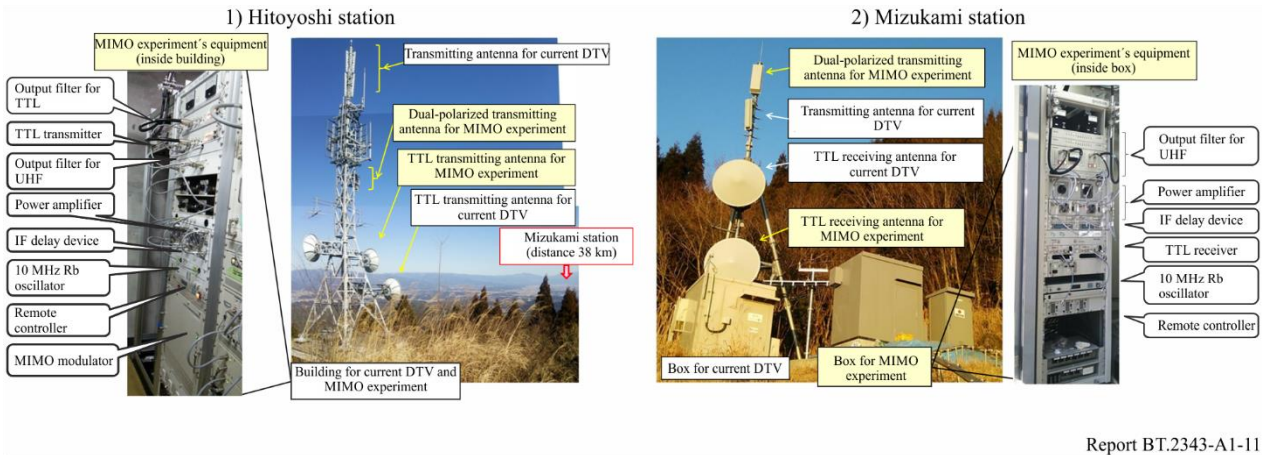 1) Hitoyoshi station
MIMO experiment's equipment
(inside building)
Output filter for
TTL
TTL transmitter
Output filter for
UHF
Power amplifier
IF delay device
10 MHz Rb
oscillator
Remote
controller
MIMO modulator
Transmitting antenna for current DTV
Dual-polarized transmitting
antenna for MIMO experiment
TTL transmitting antenna for
MIMO experiment
TTL transmitting antenna for
current DTV
Mizukami station
(distance 38 km)
Building for current DTV and
MIMO experiment
2) Mizukami station
Dual-polarized transmitting
antenna for MIMO experiment
Transmitting antenna for current
DTV
TTL receiving antenna for
current DTV
TTL receiving antenna for
MIMO experiment
Box for current DTV
Box for MIMO
experiment
MIMO experiment's equipment
(inside box)
Output filter for
UHF
Power amplifier
IF delay device
TTL receiver
10 MHz Rb
oscillator
Remote controller
Report BT.2343-A1-11